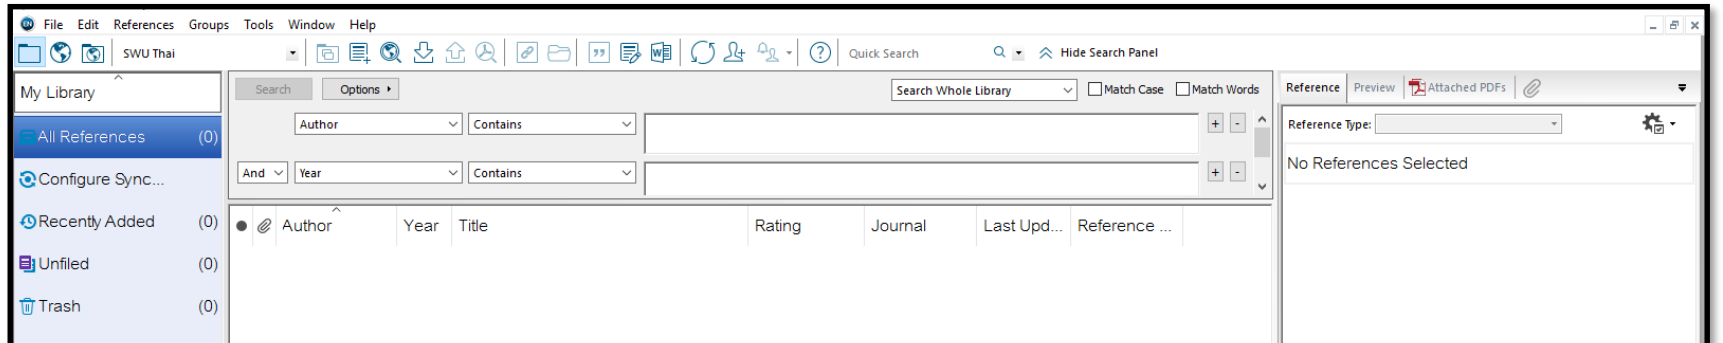 EN File Edit References Groups Tools Window Help
SWU Thai Quick Search Hide Search Panel
My Library
All References (0)
Configure Sync...
Recently Added (0)
Unfiled (0)
Trash (0)
Search Options Search Whole Library Match Case Match Words
Author Contains + -
And Year Contains + -
Author Year Title Rating Journal Last Upd... Reference ...
Reference Preview Attached PDFs
Reference Type:
No References Selected